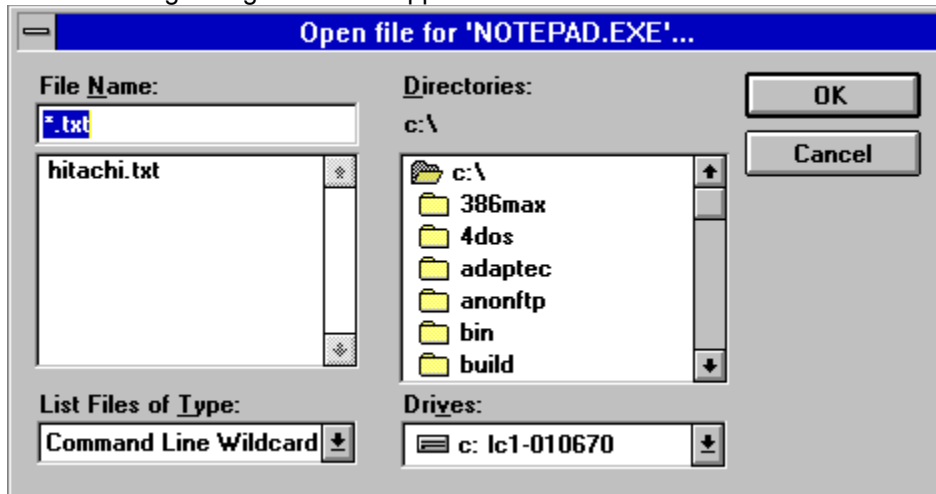 Open file for 'NOTEPAD.EXE'...
File Name:
*.txt
hitachi.txt
List Files of Type:
Command Line Wildcard
Directories:
c:\
c:\
386max
4dos
adaptec
anonftp
bin
build
Drives:
c: lc1-010670
OK
Cancel